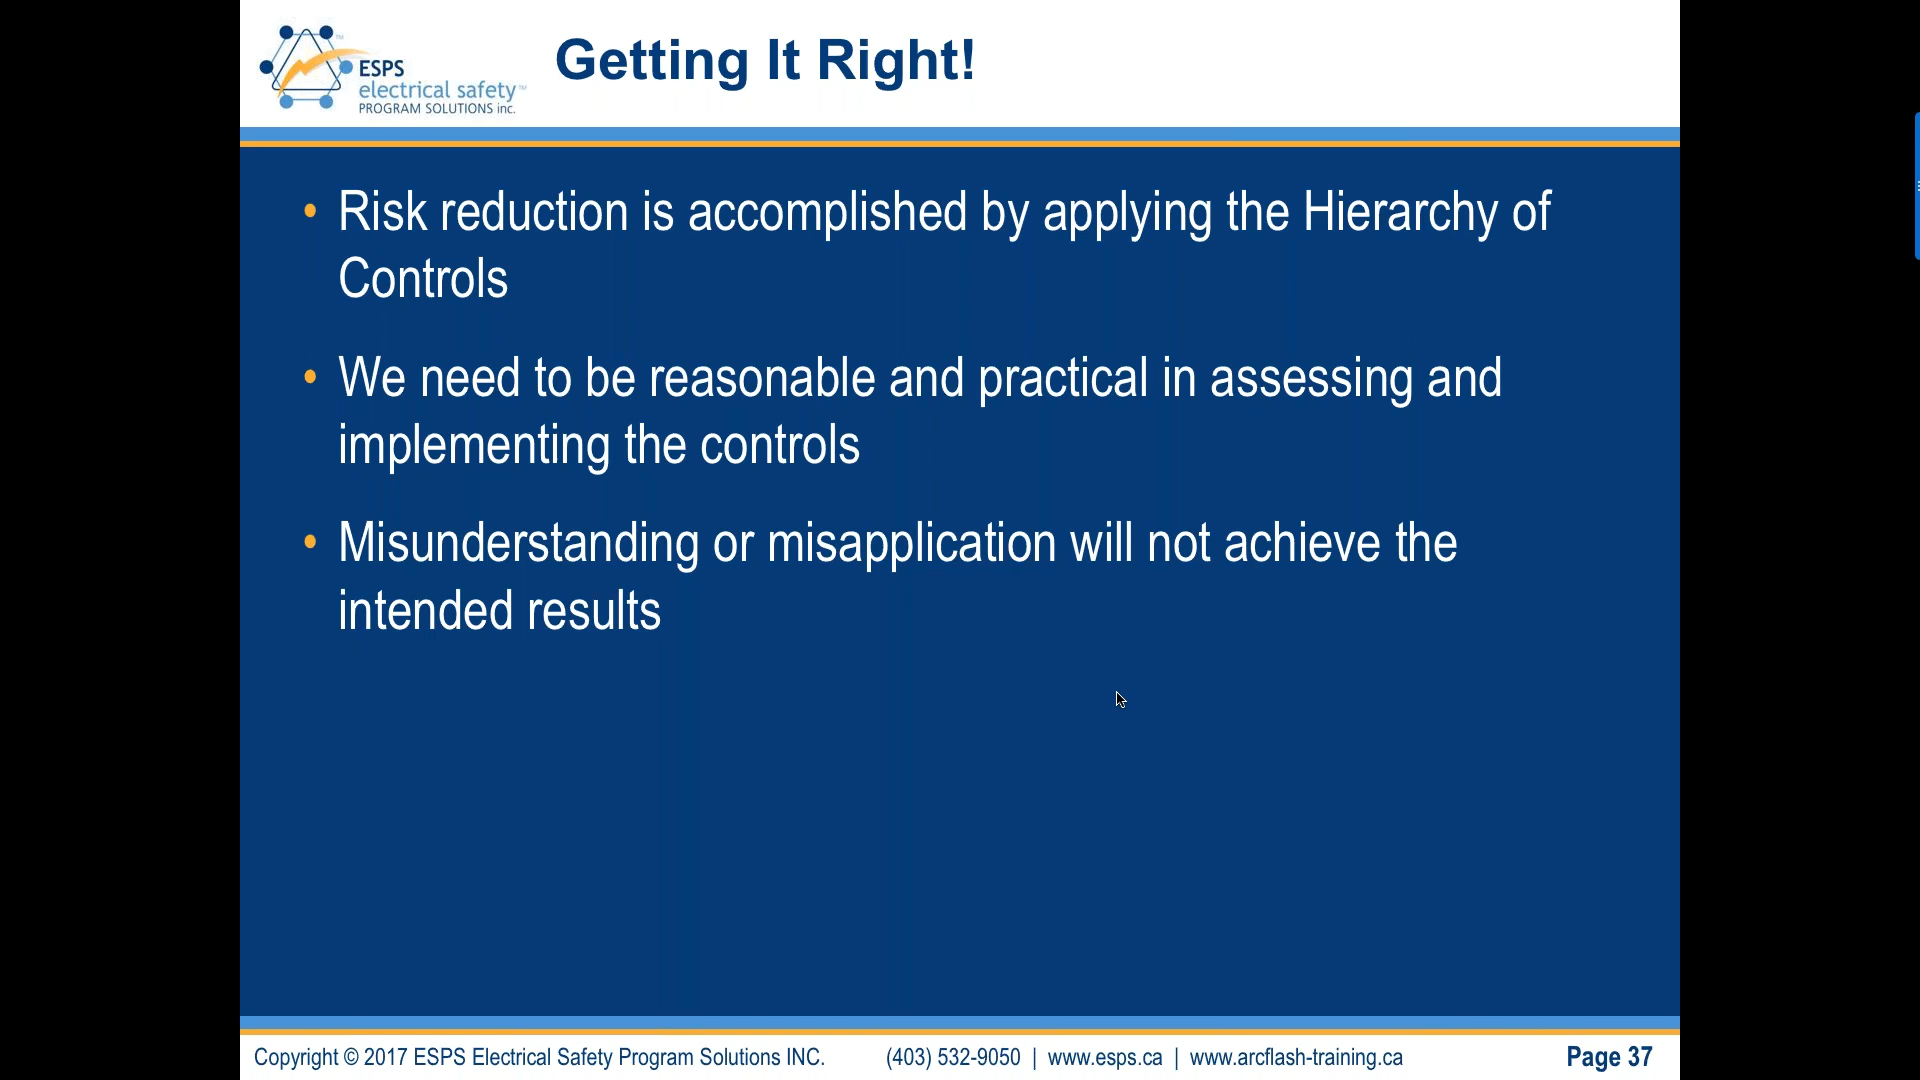 Getting It Right!
ESPS
electrical safety™
PROGRAM SOLUTIONS inc.
• Risk reduction is accomplished by applying the Hierarchy of
Controls
• We need to be reasonable and practical in assessing and
implementing the controls
• Misunderstanding or misapplication will not achieve the
intended results
Copyright © 2017 ESPS Electrical Safety Program Solutions INC. (403) 532-9050 | www.esps.ca | www.arcflash-training.ca Page 37